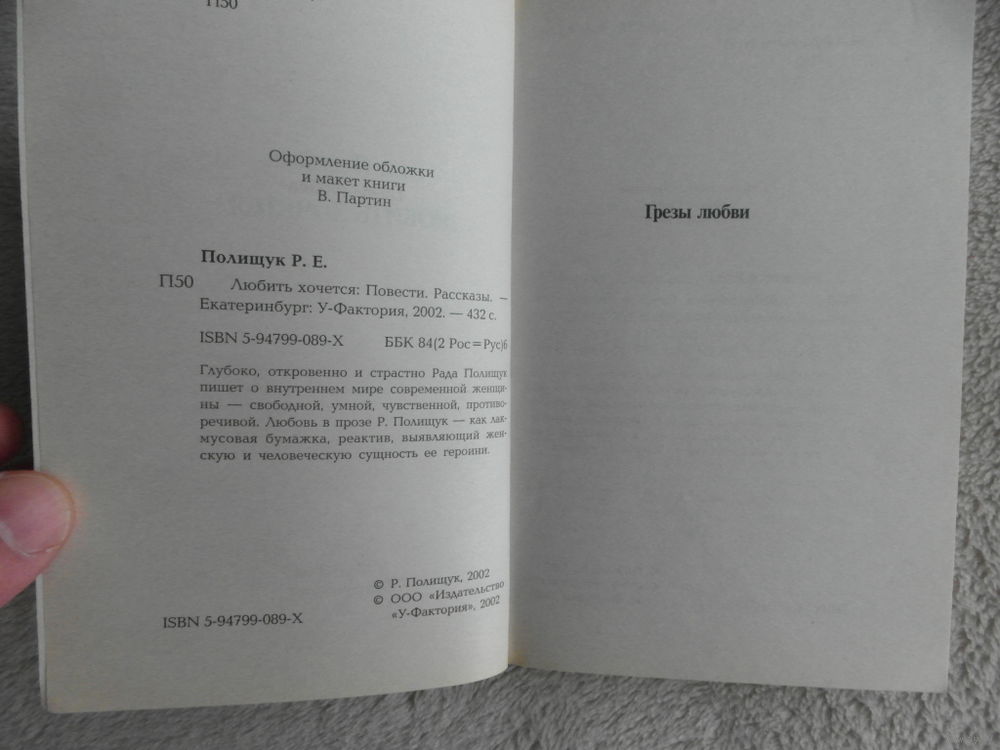 П50
Оформление обложки
и макет книги
В. Партин
Полищук Р. Е.
П50 Любить хочется: Повести. Рассказы. —
Екатеринбург: У-Фактория, 2002. — 432 с.
ISBN 5-94799-089-X ББК 84(2 Рос=Рус)6
Глубоко, откровенно и страстно Рада Полищук
пишет о внутреннем мире современной женщи-
ны — свободной, умной, чувственной, противо-
речивой. Любовь в прозе Р. Полищук — как лак-
мусовая бумажка, реактив, выявляющий жен-
скую и человеческую сущность ее героини.
© Р. Полищук, 2002
© ООО «Издательство
«У-Фактория», 2002
ISBN 5-94799-089-X
Грезы любви